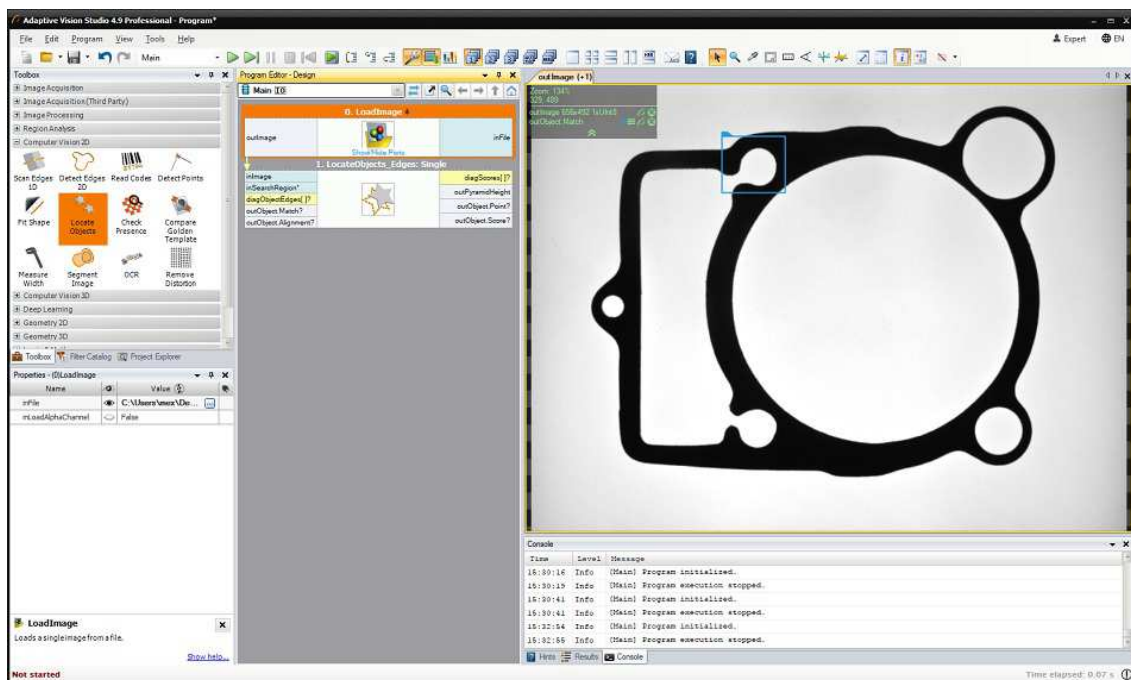 Adaptive Vision Studio 4.9 Professional - Program*
File Edit Program View Tools Help
Expert EN
Main
Toolbox
Image Acquisition
Image Acquisition (Third Party)
Image Processing
Region Analysis
Computer Vision 2D
Scan Edges 1D
Detect Edges 2D
Read Codes
Detect Points
Fit Shape
Locate Objects
Check Presence
Compare Golden Template
Measure Width
Segment Image
OCR
Remove Distortion
Computer Vision 3D
Deep Learning
Geometry 2D
Geometry 3D
Toolbox Filter Catalog Project Explorer
Properties - (0)LoadImage
Name Value
inFile C:\Users\mex\De...
inLoadAlphaChannel False
LoadImage
Loads a single image from a file.
Show help...
Program Editor - Design
Main
0. LoadImage
outImage inFile
Show/Hide Ports
1. LocateObjects_Edges: Single
inImage diagScores[]?
inSearchRegion* outPyramidHeight
diagObjectEdges[]? outObject.Point?
outObject.Match? outObject.Score?
outObject.Alignment?
outImage (+1)
Zoom: 134%
329, 489
outImage 656x492 1xUInt8
outObject.Match
Console
Time Level Message
15:30:16 Info [Main] Program initialized.
15:30:19 Info [Main] Program execution stopped.
15:30:41 Info [Main] Program initialized.
15:30:41 Info [Main] Program execution stopped.
15:32:54 Info [Main] Program initialized.
15:32:55 Info [Main] Program execution stopped.
Hints Results Console
Not started
Time elapsed: 0.07 s